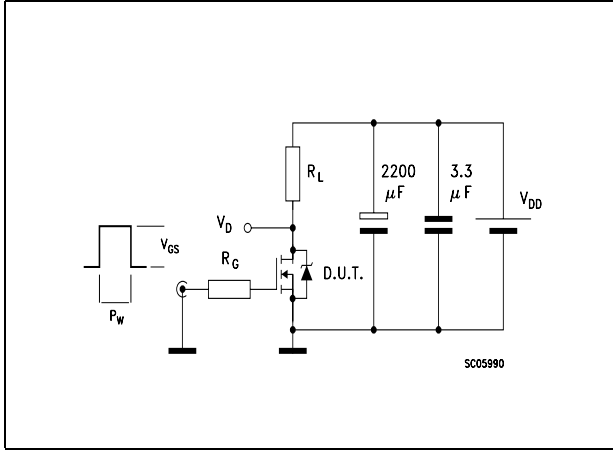 R_L
2200
μF
3.3
μF
V_DD
V_D
V_GS
R_G
D.U.T.
P_W
SC05990